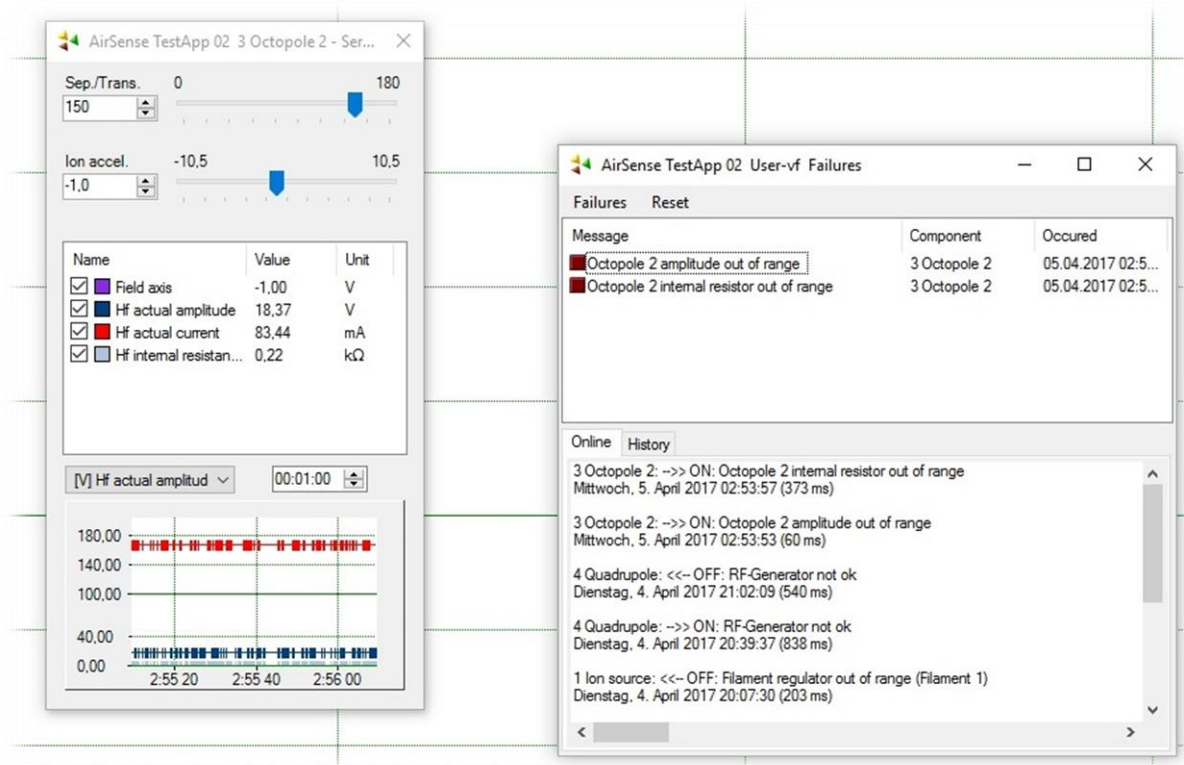 AirSense TestApp 02 3 Octopole 2 - Ser...
Sep./Trans. 0 180
150
Ion accel. -10,5 10,5
-1,0
Name Value Unit
Field axis -1,00 V
Hf actual amplitude 18,37 V
Hf actual current 83,44 mA
Hf internal resistan... 0,22 kΩ
[V] Hf actual amplitud 00:01:00
180,00
140,00
100,00
40,00
0,00
2:55 20 2:55 40 2:56 00
AirSense TestApp 02 User-vf Failures
Failures Reset
Message Component Occured
Octopole 2 amplitude out of range 3 Octopole 2 05.04.2017 02:5...
Octopole 2 internal resistor out of range 3 Octopole 2 05.04.2017 02:5...
Online History
3 Octopole 2: -->> ON: Octopole 2 internal resistor out of range
Mittwoch, 5. April 2017 02:53:57 (373 ms)
3 Octopole 2: -->> ON: Octopole 2 amplitude out of range
Mittwoch, 5. April 2017 02:53:53 (60 ms)
4 Quadrupole: <<-- OFF: RF-Generator not ok
Dienstag, 4. April 2017 21:02:09 (540 ms)
4 Quadrupole: -->> ON: RF-Generator not ok
Dienstag, 4. April 2017 20:39:37 (838 ms)
1 Ion source: <<-- OFF: Filament regulator out of range (Filament 1)
Dienstag, 4. April 2017 20:07:30 (203 ms)